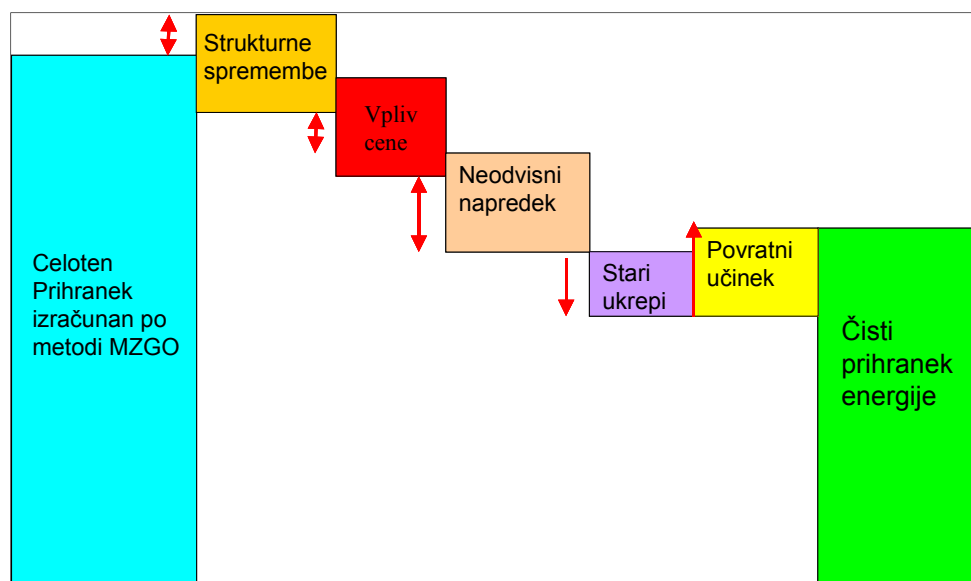 Strukturne
spremembe
Vpliv
cene
Neodvisni
napredek
Celoten
Prihranek
izračunan po
metodi MZGO
Stari
ukrepi
Povratni
učinek
Čisti
prihranek
energije